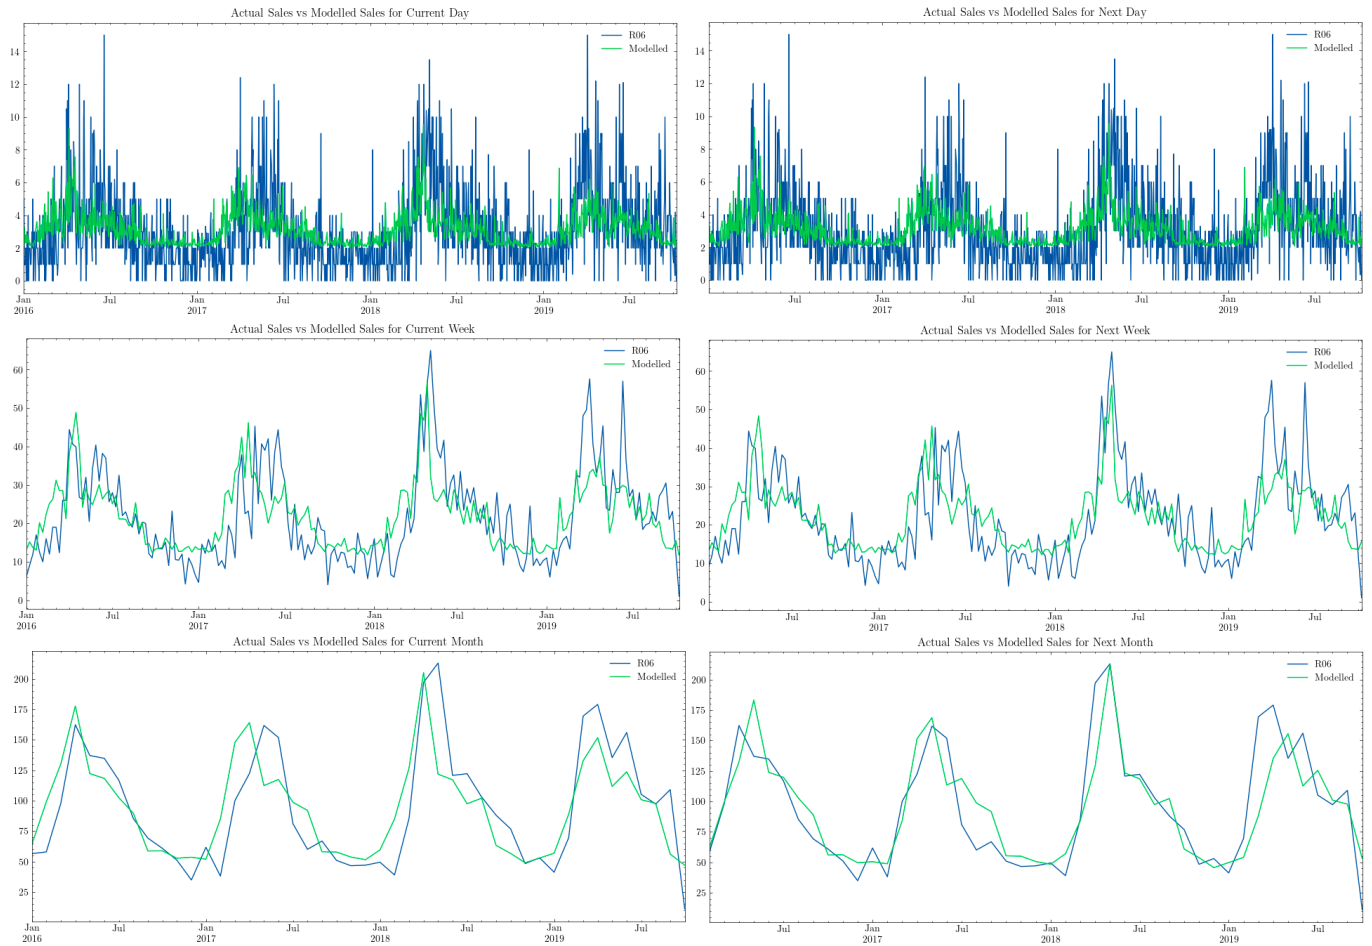 Actual Sales vs Modelled Sales for Current Day
R06
Modelled
14
12
10
8
6
4
2
0
Jan Jul Jan Jul Jan Jul Jan Jul
2016 2017 2018 2019
Actual Sales vs Modelled Sales for Next Day
R06
Modelled
14
12
10
8
6
4
2
0
Jul Jan Jul Jan Jul Jan Jul
2017 2018 2019
Actual Sales vs Modelled Sales for Current Week
R06
Modelled
60
50
40
30
20
10
0
Jan Jul Jan Jul Jan Jul Jan Jul
2016 2017 2018 2019
Actual Sales vs Modelled Sales for Next Week
R06
Modelled
60
50
40
30
20
10
0
Jul Jan Jul Jan Jul Jan Jul
2017 2018 2019
Actual Sales vs Modelled Sales for Current Month
R06
Modelled
200
175
150
125
100
75
50
25
Jan Jul Jan Jul Jan Jul Jan Jul
2016 2017 2018 2019
Actual Sales vs Modelled Sales for Next Month
R06
Modelled
200
175
150
125
100
75
50
25
Jul Jan Jul Jan Jul Jan Jul
2017 2018 2019